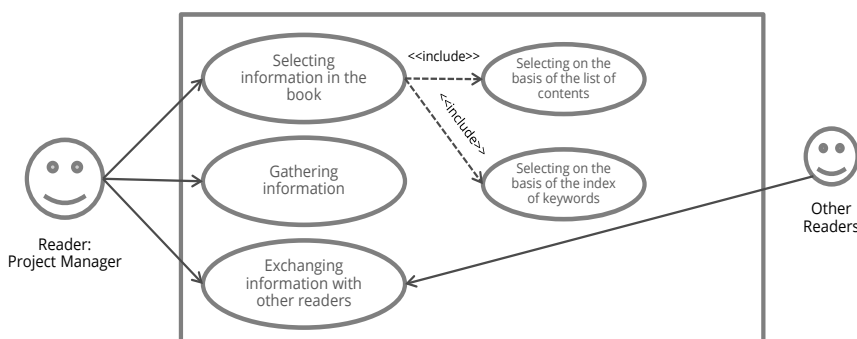 Selecting
information in the
book
<<include>>
Selecting on the
basis of the list of
contents
<<include>>
Gathering
information
Selecting on the
basis of the index
of keywords
Reader:
Project Manager
Other
Readers
Exchanging
information with
other readers